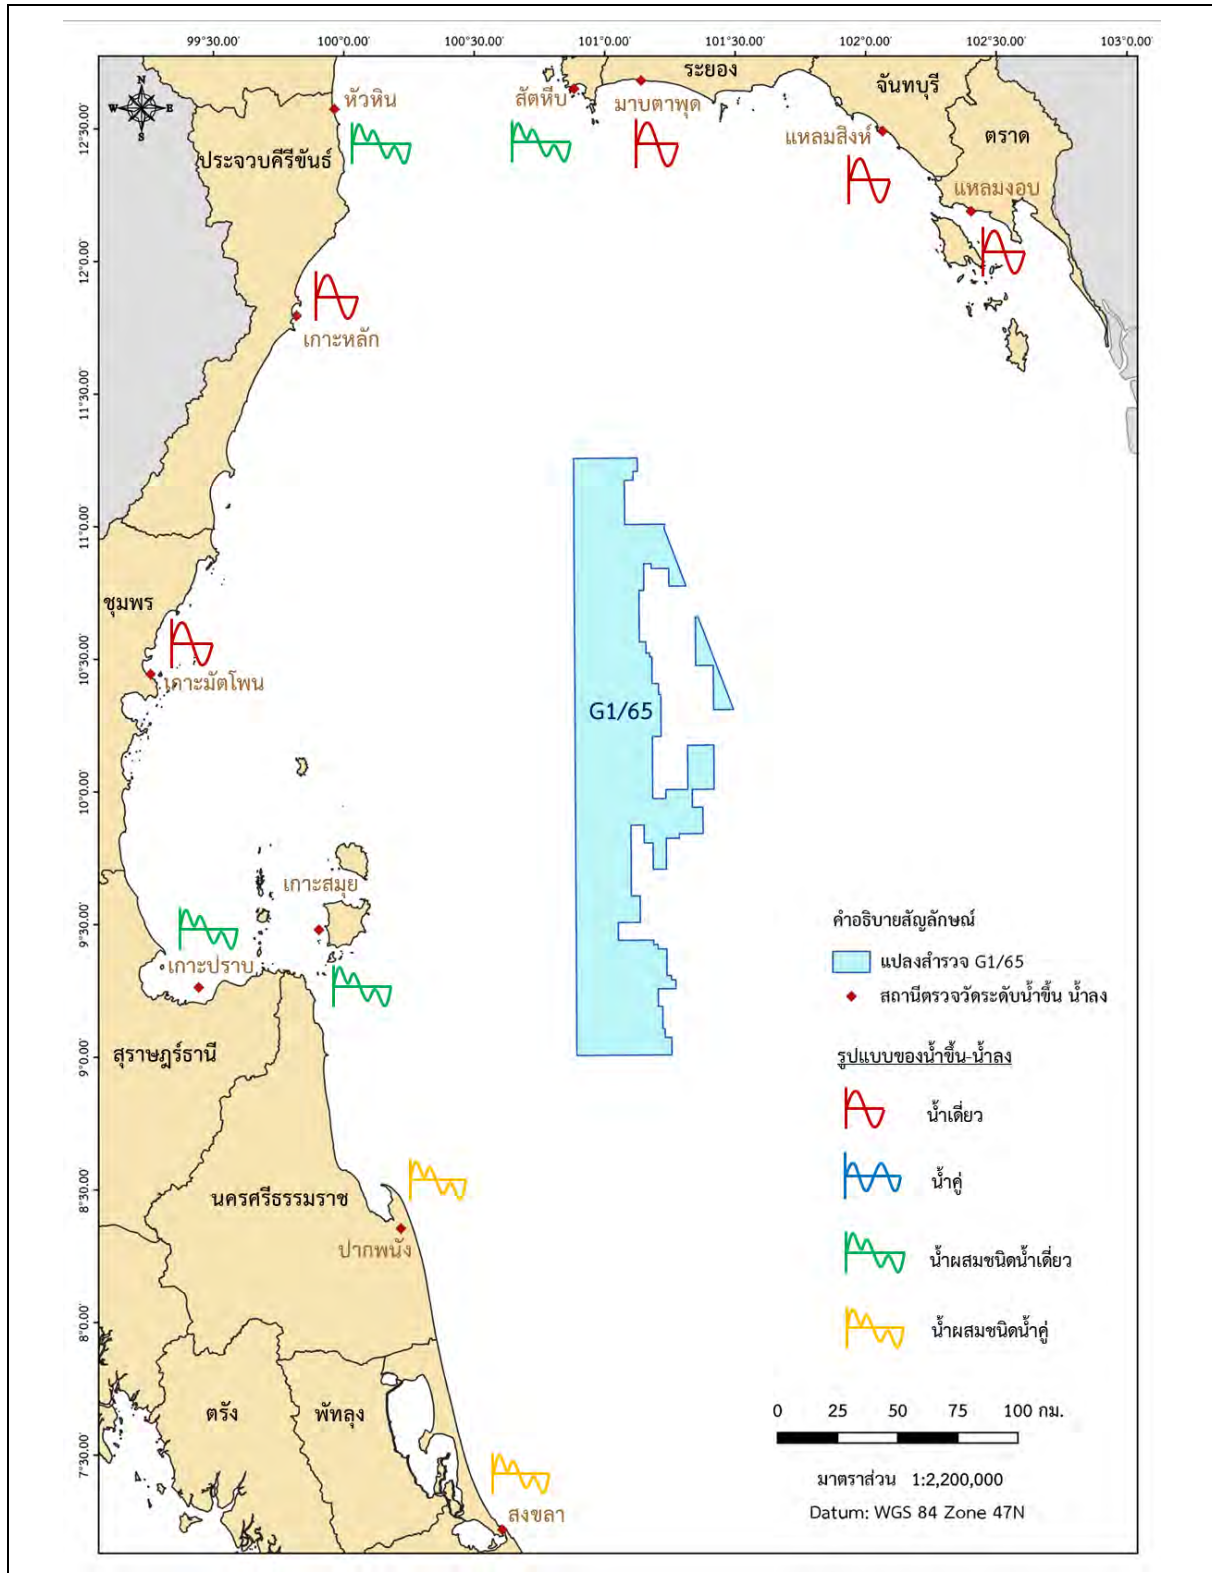 99°30.00' 100°0.00' 100°30.00' 101°0.00' 101°30.00' 102°0.00' 102°30.00' 103°0.00'
N
W E
S
12°30.00'
12°0.00'
11°30.00'
11°0.00'
10°30.00'
10°0.00'
9°30.00'
9°0.00'
8°30.00'
8°0.00'
7°30.00'
ระยอง
จันทบุรี
ตราด
หัวหิน
สัตหีบ
มาบตาพุด
แหลมสิงห์
แหลมงอบ
ประจวบคีรีขันธ์
เกาะหลัก
ชุมพร
เกาะมัตโพน
G1/65
เกาะสมุย
เกาะปราบ
สุราษฎร์ธานี
นครศรีธรรมราช
ปากพนัง
ตรัง
พัทลุง
สงขลา
คำอธิบายสัญลักษณ์
แปลงสำรวจ G1/65
สถานีตรวจวัดระดับน้ำขึ้น น้ำลง
รูปแบบของน้ำขึ้น-น้ำลง
น้ำเดี่ยว
น้ำคู่
น้ำผสมชนิดน้ำเดี่ยว
น้ำผสมชนิดน้ำคู่
0 25 50 75 100 กม.
มาตราส่วน 1:2,200,000
Datum: WGS 84 Zone 47N